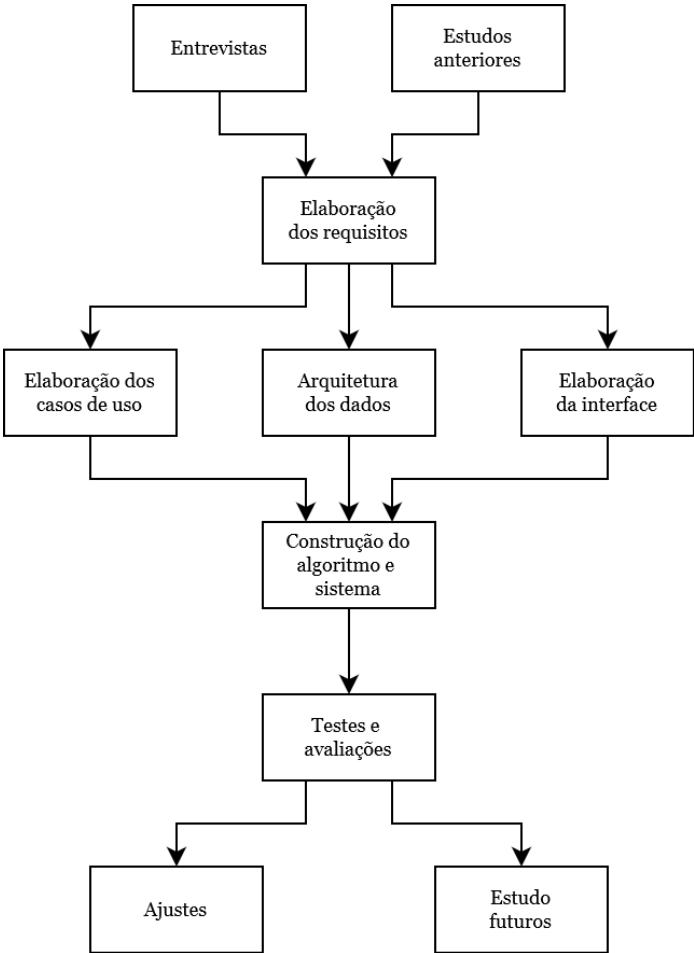 Entrevistas
Estudos
anteriores
Elaboração
dos requisitos
Elaboração dos
casos de uso
Arquitetura
dos dados
Elaboração
da interface
Construção do
algoritmo e
sistema
Testes e
avaliações
Ajustes
Estudo
futuros